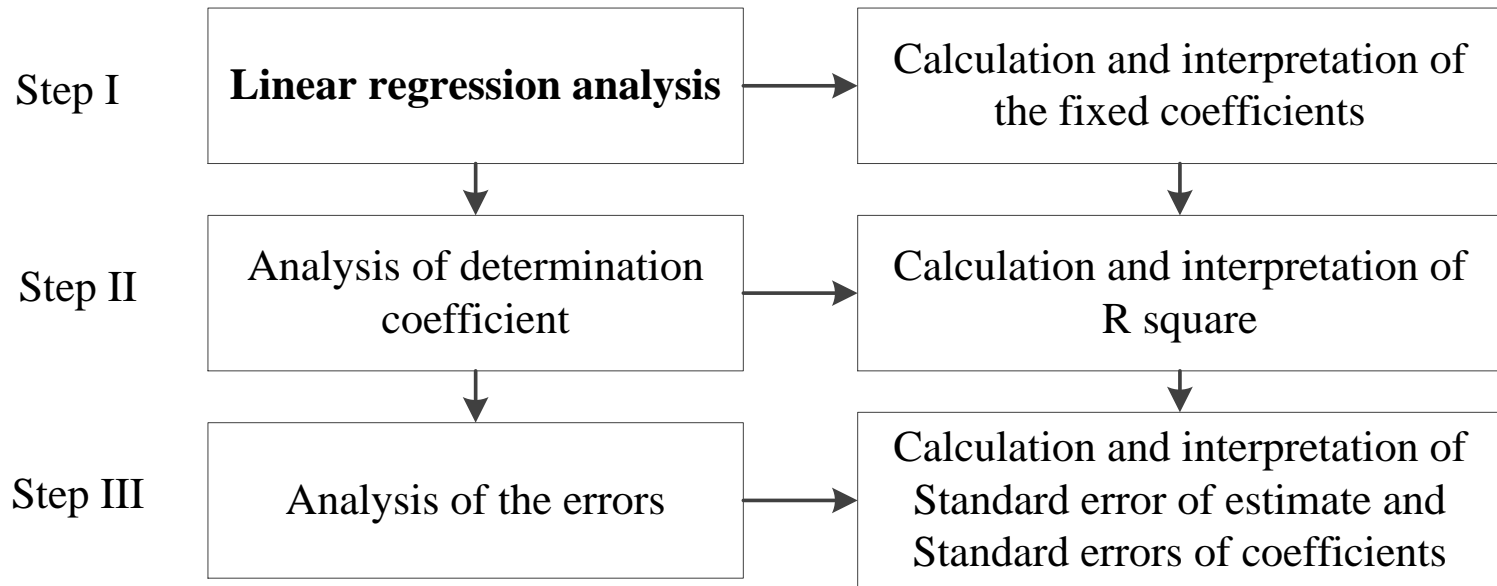 Step I
Linear regression analysis
Calculation and interpretation of
the fixed coefficients
Step II
Analysis of determination
coefficient
Calculation and interpretation of
R square
Step III
Analysis of the errors
Calculation and interpretation of
Standard error of estimate and
Standard errors of coefficients